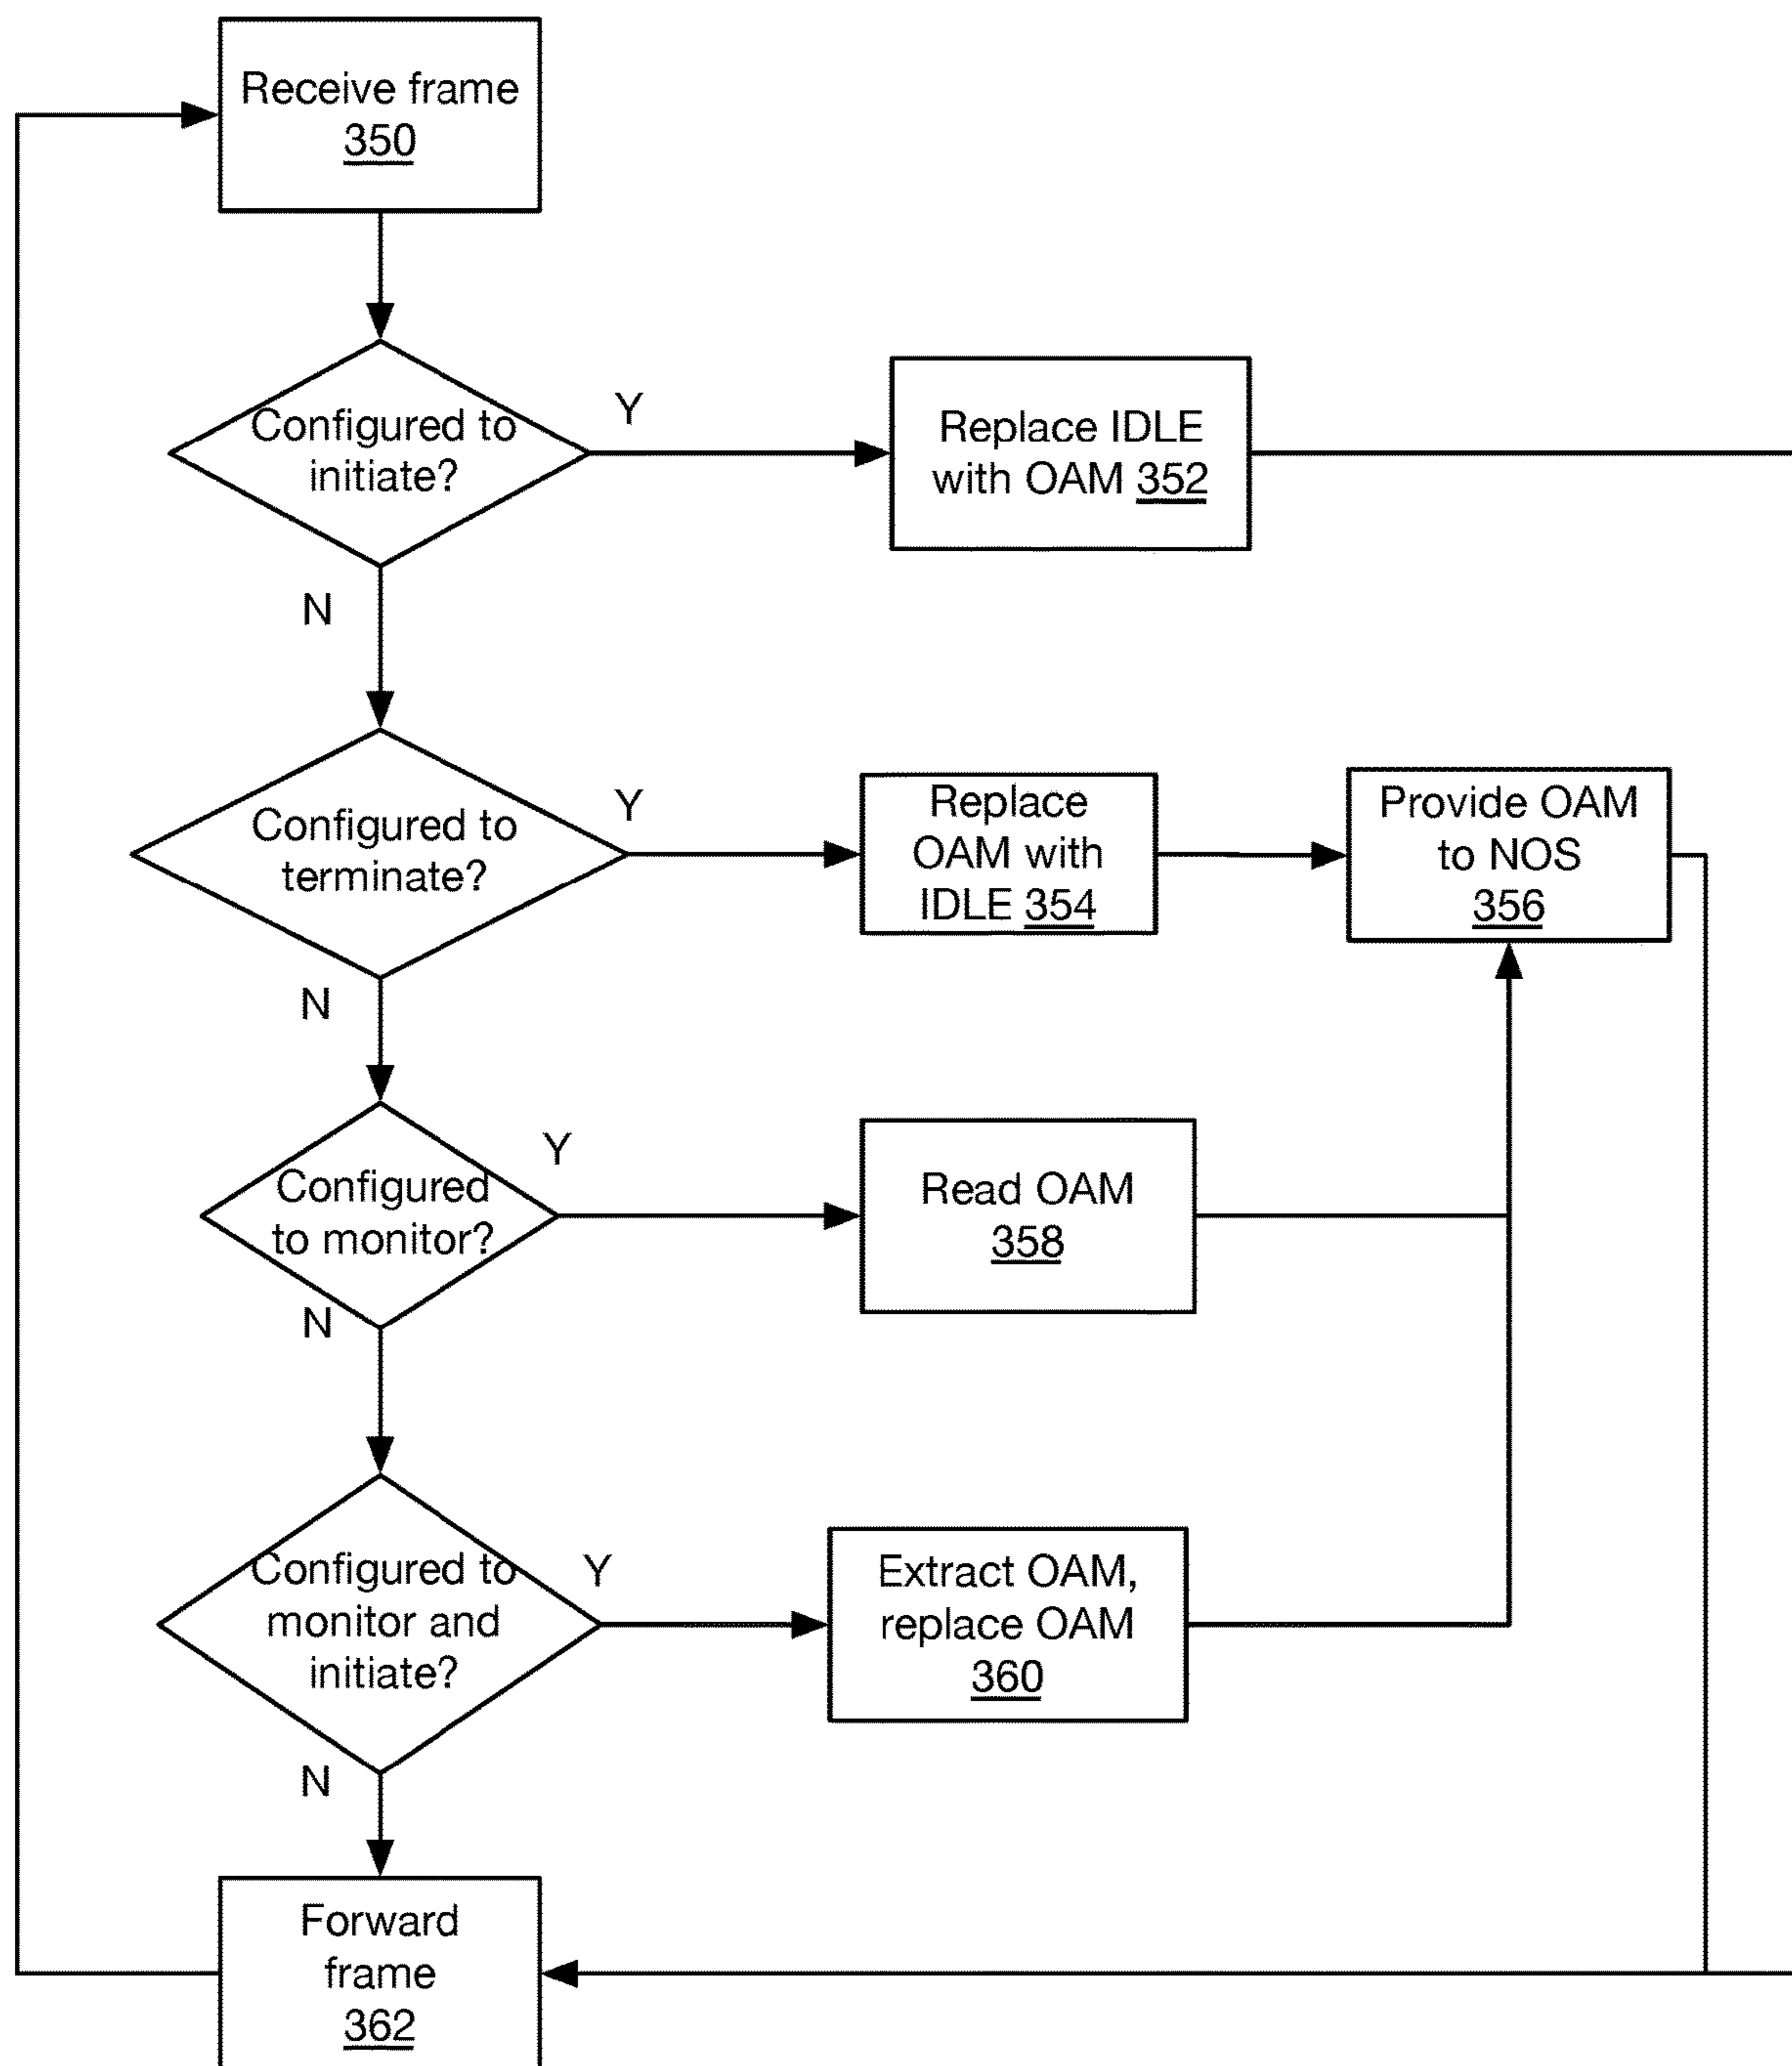 Receive frame
350
Configured to
initiate?
Y
Replace IDLE
with OAM 352
N
Configured to
terminate?
Y
Replace
OAM with
IDLE 354
Provide OAM
to NOS
356
N
Configured
to monitor?
Y
Read OAM
358
N
Configured to
monitor and
initiate?
Y
Extract OAM,
replace OAM
360
N
Forward
frame
362